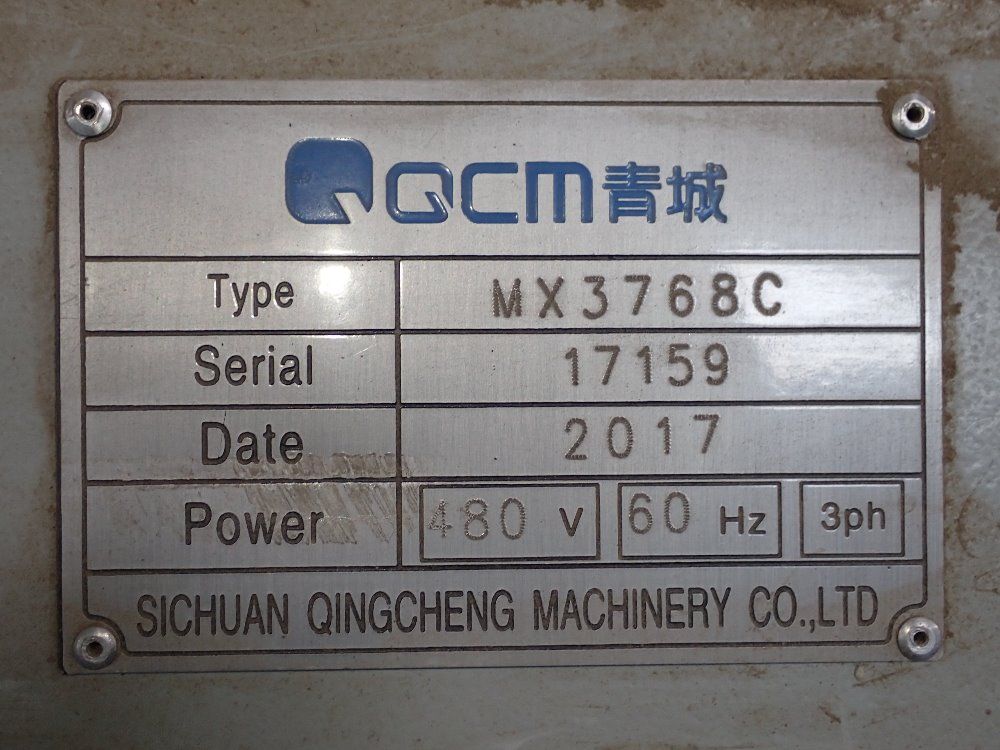 QCM青城
Type MX3768C
Serial 17159
Date 2017
Power 480 V 60 Hz 3ph
SICHUAN QINGCHENG MACHINERY CO.,LTD